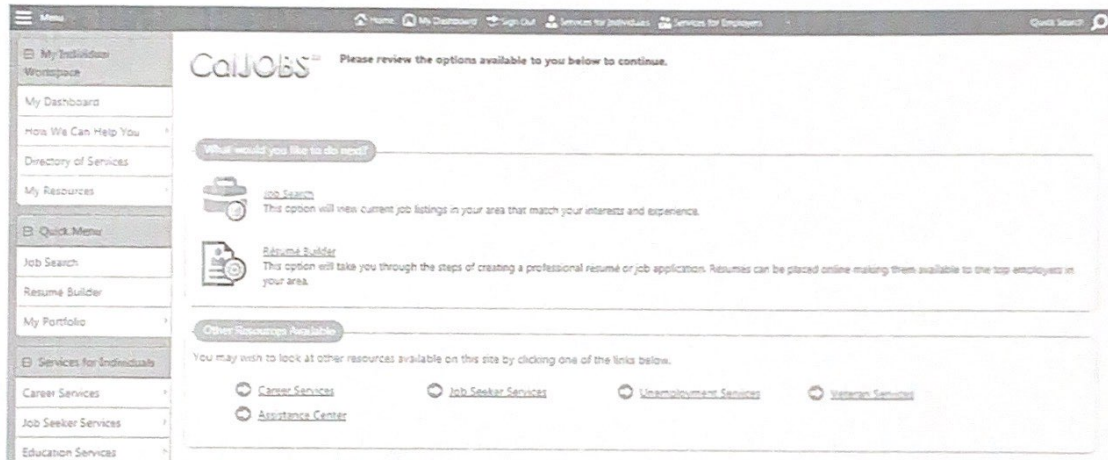 Menu
Home My Dashboard Sign Out Services for Individuals Services for Employers
Quick Search
My Individual
Workspace
My Dashboard
How We Can Help You
Directory of Services
My Resources
Quick Menu
Job Search
Resume Builder
My Portfolio
Services for Individuals
Career Services
Job Seeker Services
Education Services
CalJOBS℠
Please review the options available to you below to continue.
What would you like to do next?
Job Search
This option will view current job listings in your area that match your interests and experience.
Résumé Builder
This option will take you through the steps of creating a professional resume or job application. Resumes can be placed online making them available to the top employers in
your area.
Other Resources Available
You may wish to look at other resources available on this site by clicking one of the links below.
Career Services Job Seeker Services Unemployment Services Veteran Services
Assistance Center